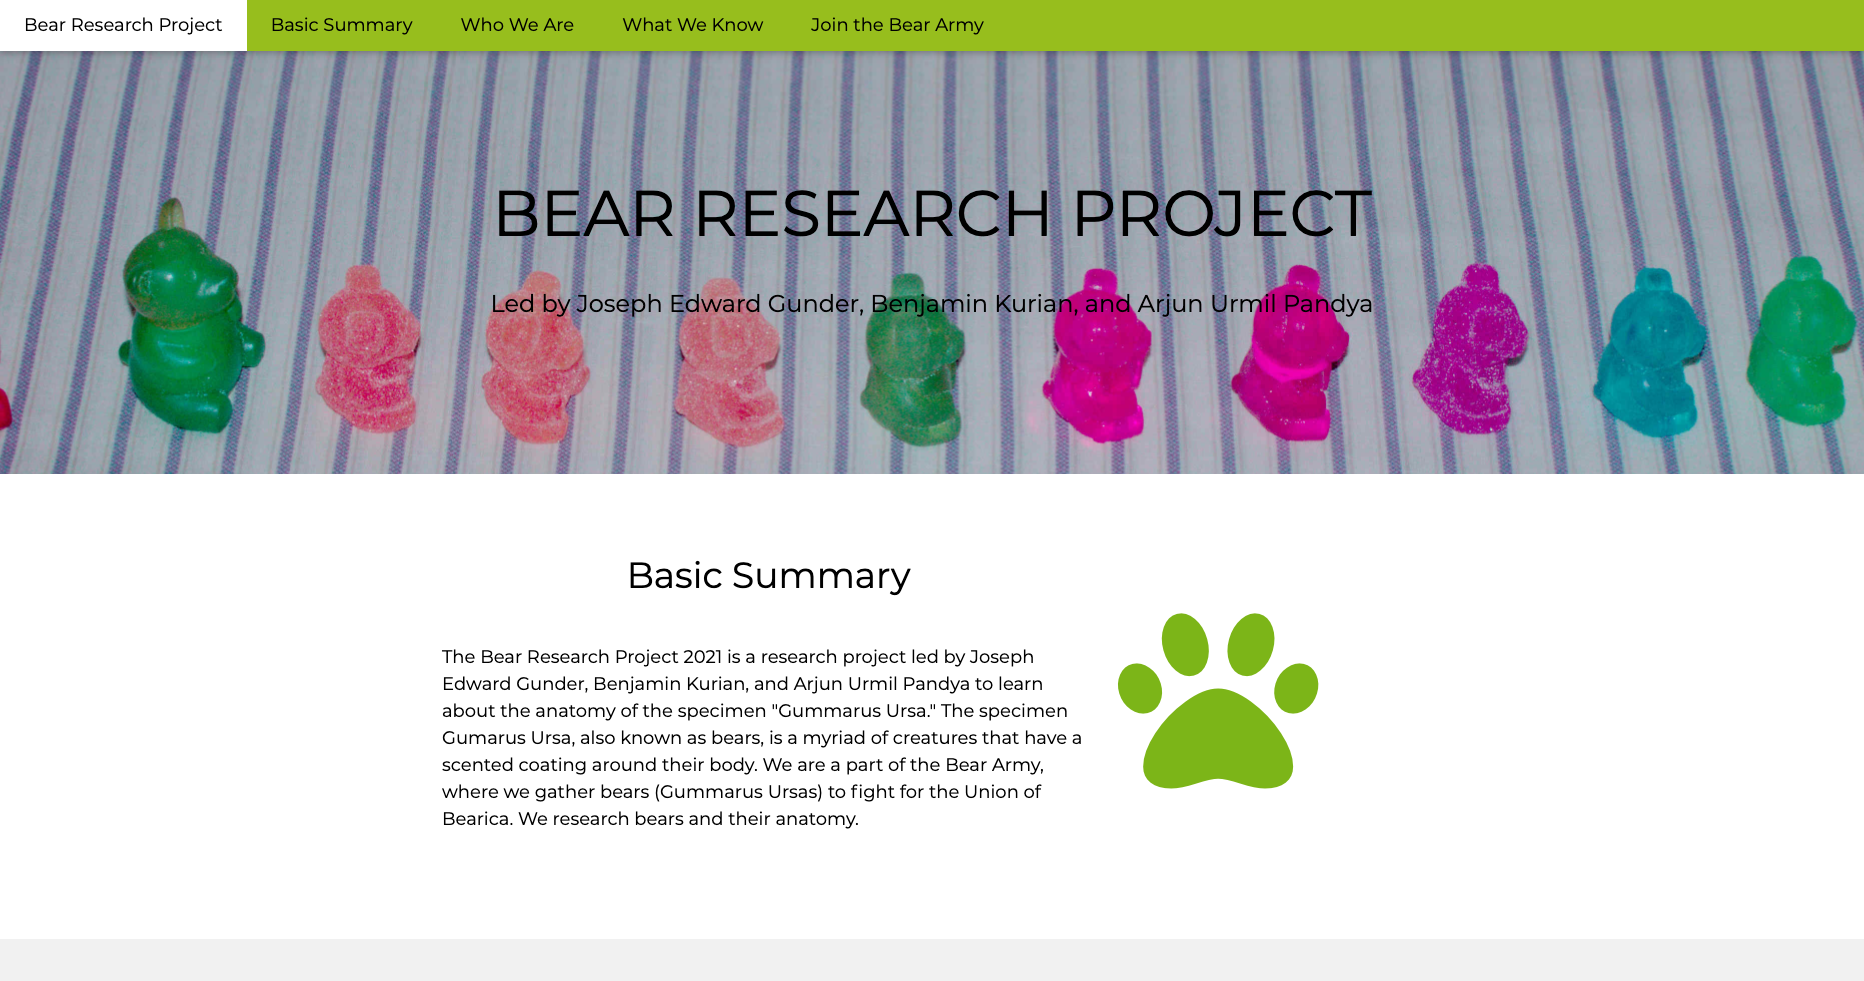 Bear Research Project Basic Summary Who We Are What We Know Join the Bear Army
BEAR RESEARCH PROJECT
Led by Joseph Edward Gunder, Benjamin Kurian, and Arjun Urmil Pandya
Basic Summary
The Bear Research Project 2021 is a research project led by Joseph
Edward Gunder, Benjamin Kurian, and Arjun Urmil Pandya to learn
about the anatomy of the specimen "Gummarus Ursa." The specimen
Gumarus Ursa, also known as bears, is a myriad of creatures that have a
scented coating around their body. We are a part of the Bear Army,
where we gather bears (Gummarus Ursas) to fight for the Union of
Bearica. We research bears and their anatomy.